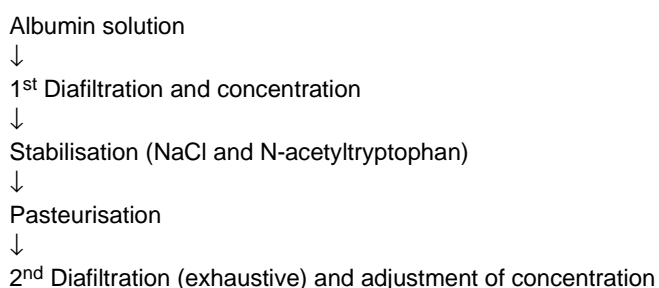 Albumin solution
↓
1st Diafiltration and concentration
↓
Stabilisation (NaCl and N-acetyltryptophan)
↓
Pasteurisation
↓
2nd Diafiltration (exhaustive) and adjustment of concentration